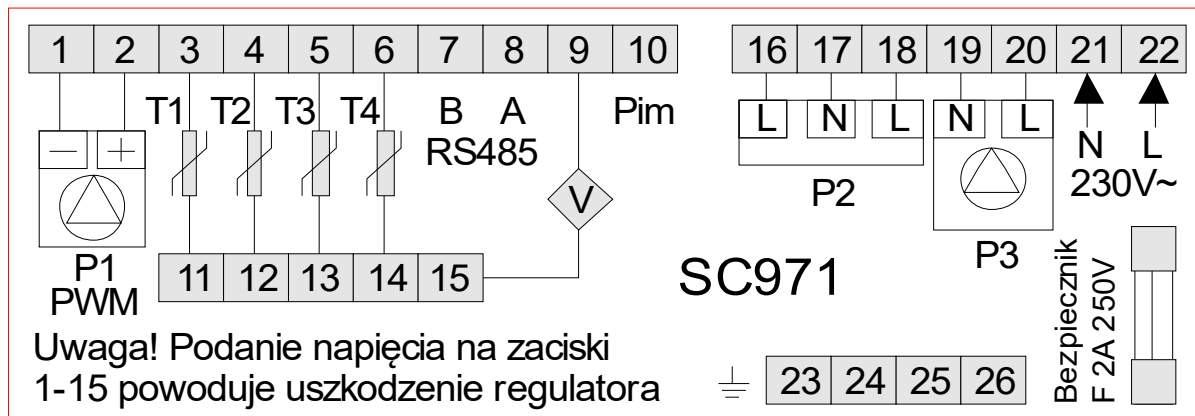 1 2 3 4 5 6 7 8 9 10
16 17 18 19 20 21 22
T1 T2 T3 T4 B A Pim
RS485
L N L N L
N L
230V~
− +
V
P2
P3
P1
PWM
11 12 13 14 15
SC971
Bezpiecznik
F 2A 250V
Uwaga! Podanie napięcia na zaciski
1-15 powoduje uszkodzenie regulatora
23 24 25 26